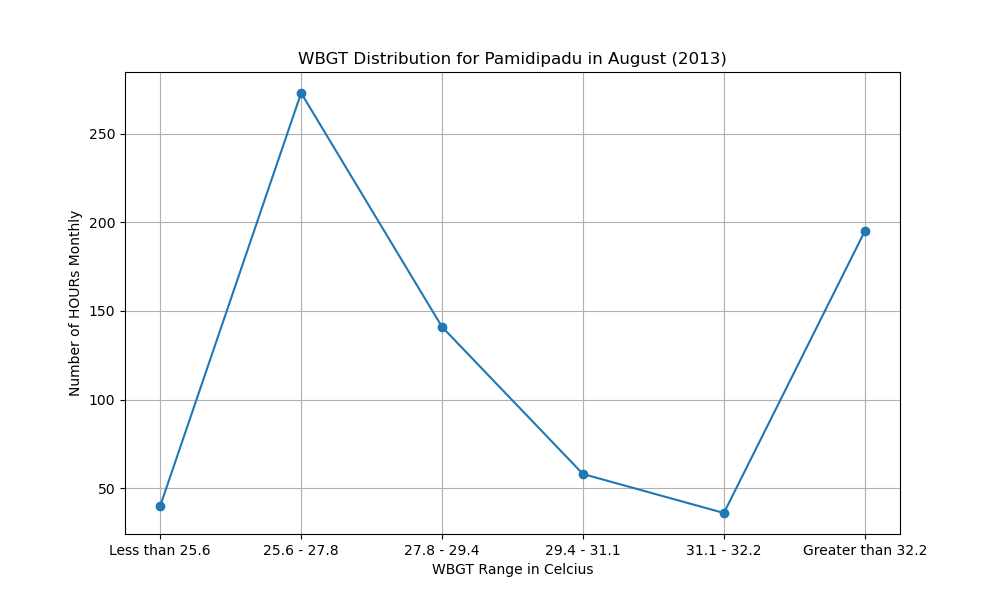 WBGT Distribution for Pamidipadu in August (2013)
Number of HOURs Monthly
250
200
150
100
50
Less than 25.6 25.6 - 27.8 27.8 - 29.4 29.4 - 31.1 31.1 - 32.2 Greater than 32.2
WBGT Range in Celcius